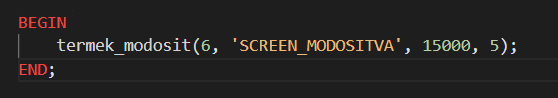 BEGIN
    termek_modosit(6, 'SCREEN_MODOSITVA', 15000, 5);
END;